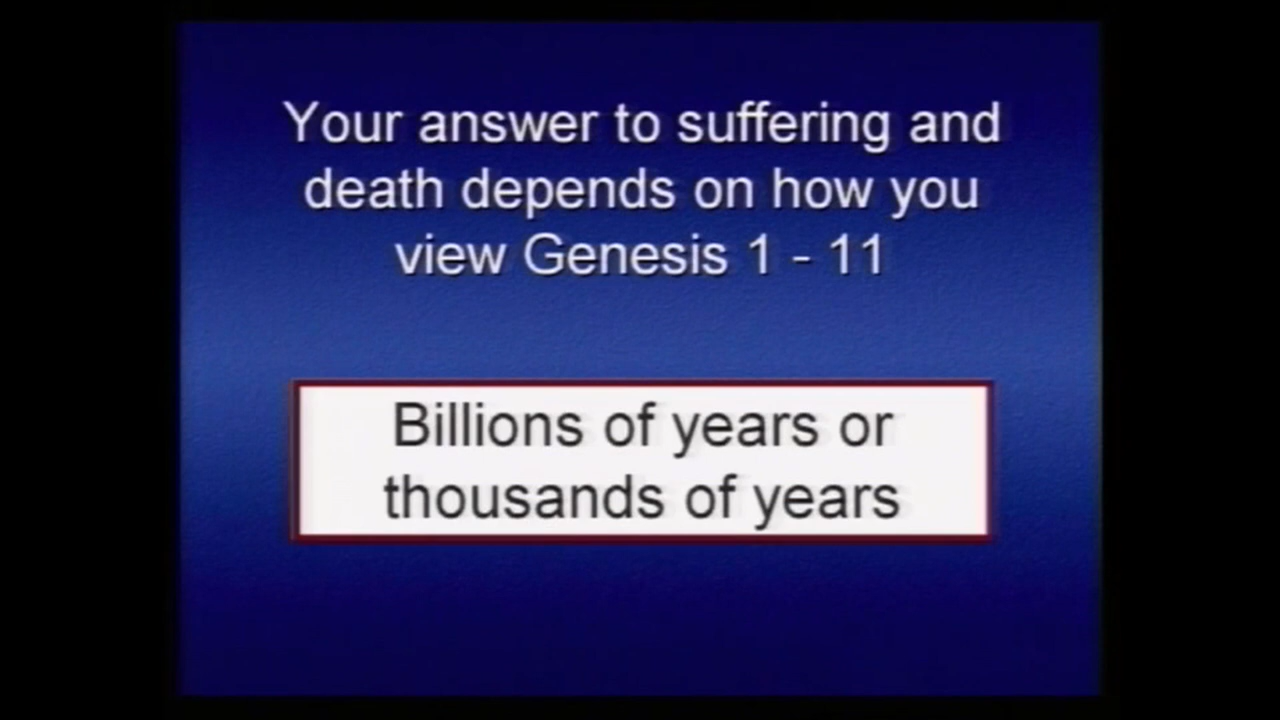 Your answer to suffering and
death depends on how you
view Genesis 1 - 11
Billions of years or
thousands of years